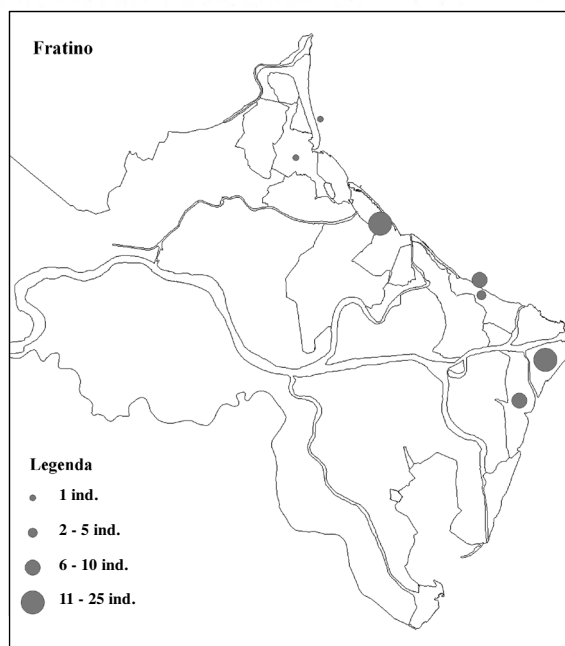 Fratino
Legenda
1 ind.
2 - 5 ind.
6 - 10 ind.
11 - 25 ind.